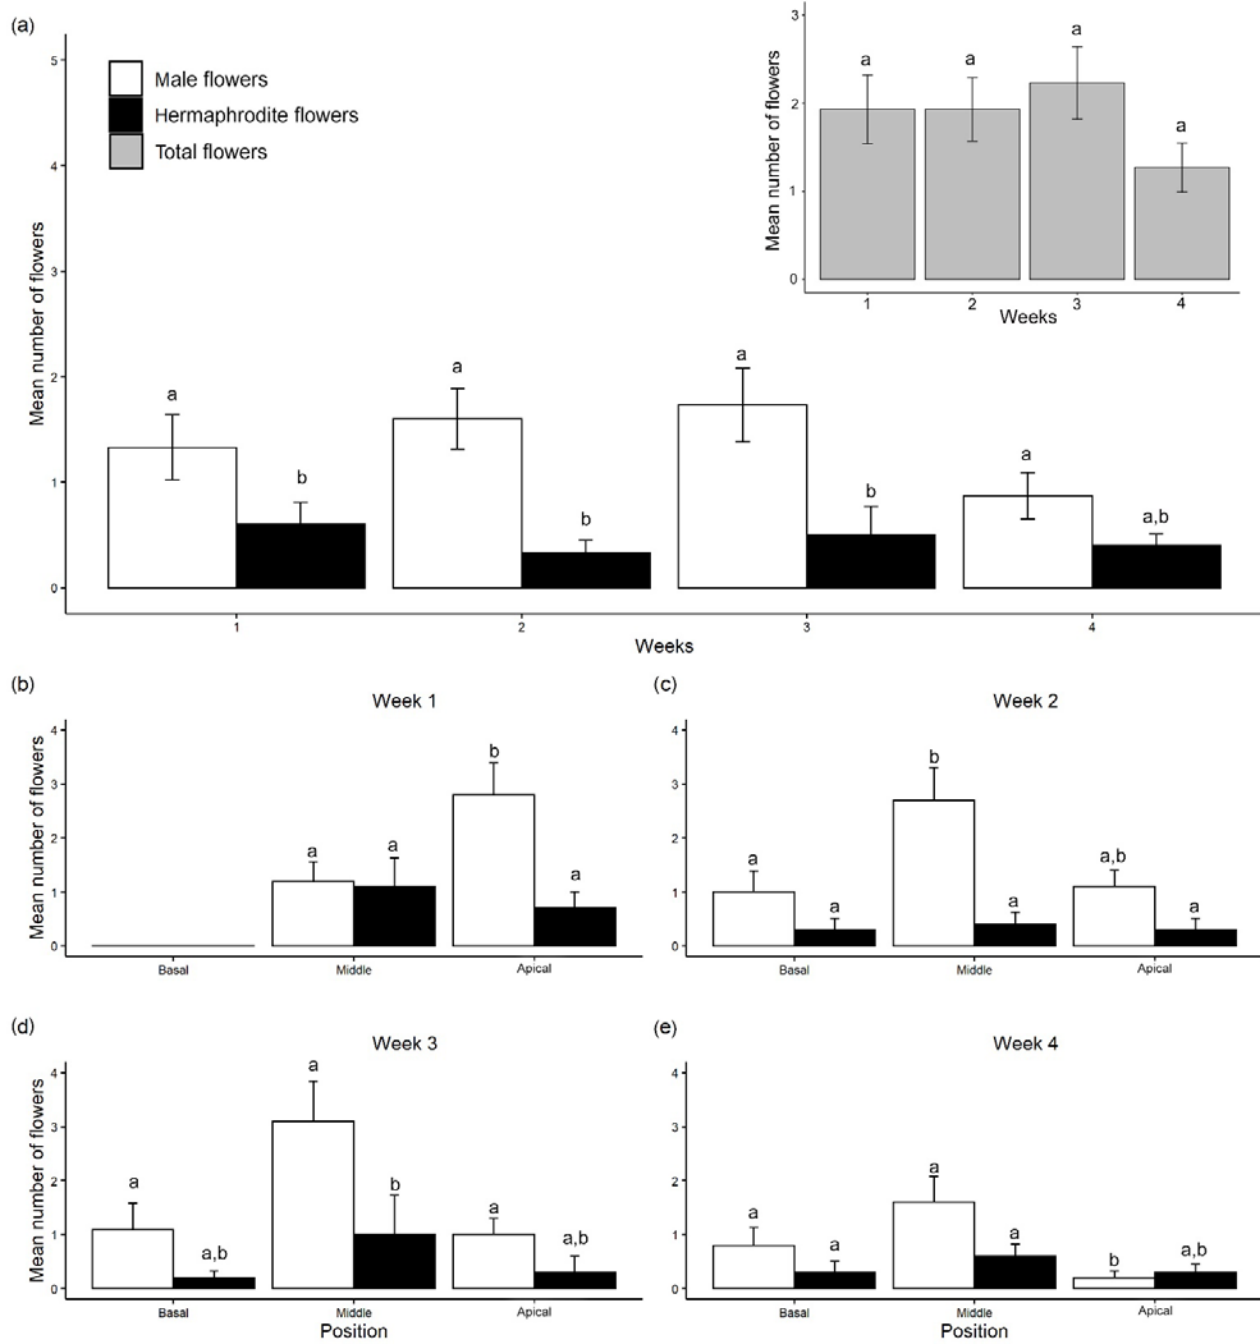 (a)
Mean number of flowers
5
4
3
2
1
0
Male flowers
Hermaphrodite flowers
Total flowers
a
b
a
b
a
b
a
a,b
1
2
3
4
Weeks
Mean number of flowers
3
2
1
0
a
a
a
a
1
2
3
4
Weeks
(b)
Week 1
Mean number of flowers
4
3
2
1
0
a
a
b
a
Basal
Middle
Apical
(c)
Week 2
4
3
2
1
0
a
a
b
a
a,b
a
Basal
Middle
Apical
(d)
Week 3
Mean number of flowers
4
3
2
1
0
a
a,b
a
b
a
a,b
Basal
Middle
Apical
Position
(e)
Week 4
4
3
2
1
0
a
a
a
a
b
a,b
Basal
Middle
Apical
Position